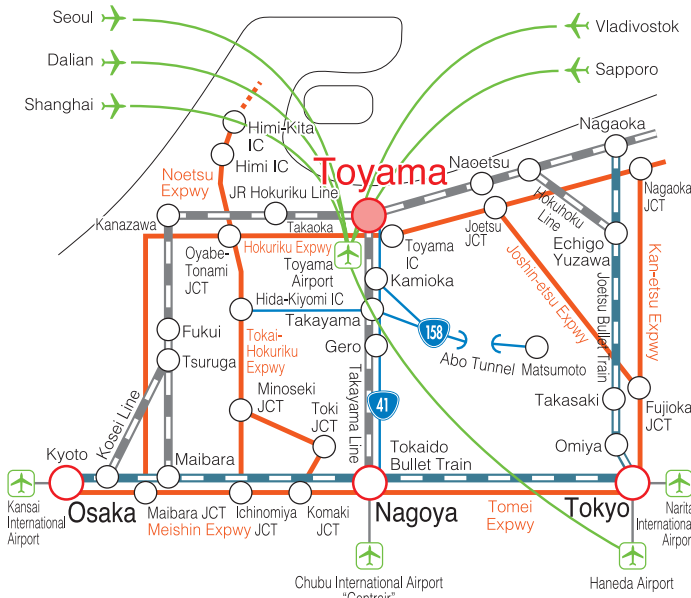 Seoul
Dalian
Shanghai
Vladivostok
Sapporo
Himi-Kita
IC
Himi IC
Noetsu
Expwy
Toyama
Nagaoka
Naoetsu
JR Hokuriku Line
Hokuhoku
Line
Nagaoka
JCT
Kanazawa
Takaoka
Joetsu
JCT
Oyabe-
Tonami
JCT
Hokuriku Expwy
Toyama
Airport
Toyama
IC
Echigo
Yuzawa
Kamioka
Joshin-etsu Expwy
Joetsu Bullet Train
Kan-etsu Expwy
Hida-Kiyomi IC
Takayama
158
Fukui
Tokai-
Hokuriku
Expwy
Gero
Abo Tunnel
Matsumoto
Tsuruga
Minoseki
JCT
Takayama Line
41
Takasaki
Fujioka
JCT
Toki
JCT
Kosei Line
Omiya
Kyoto
Maibara
Tokaido
Bullet Train
Kansai
International
Airport
Osaka
Maibara JCT
Meishin Expwy
Ichinomiya
JCT
Komaki
JCT
Nagoya
Tomei
Expwy
Tokyo
Narita
International
Airport
Chubu International Airport
"Centrair"
Haneda Airport